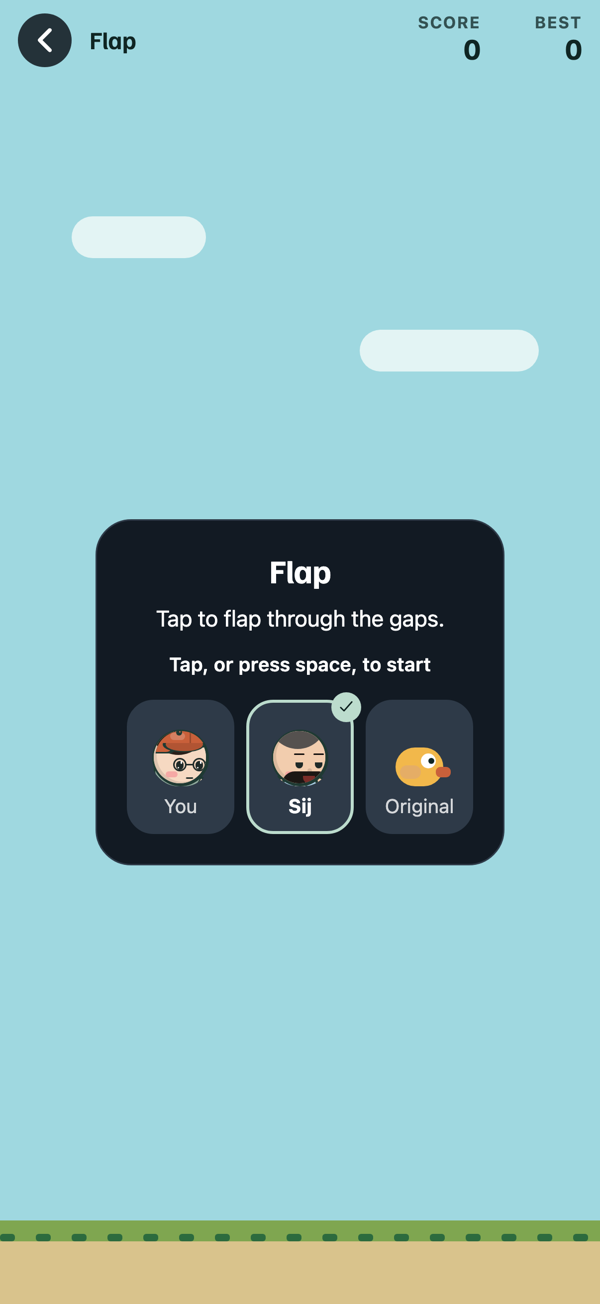 Flap
SCORE
0
BEST
0
Flap
Tap to flap through the gaps.
Tap, or press space, to start
You
Sij
Original